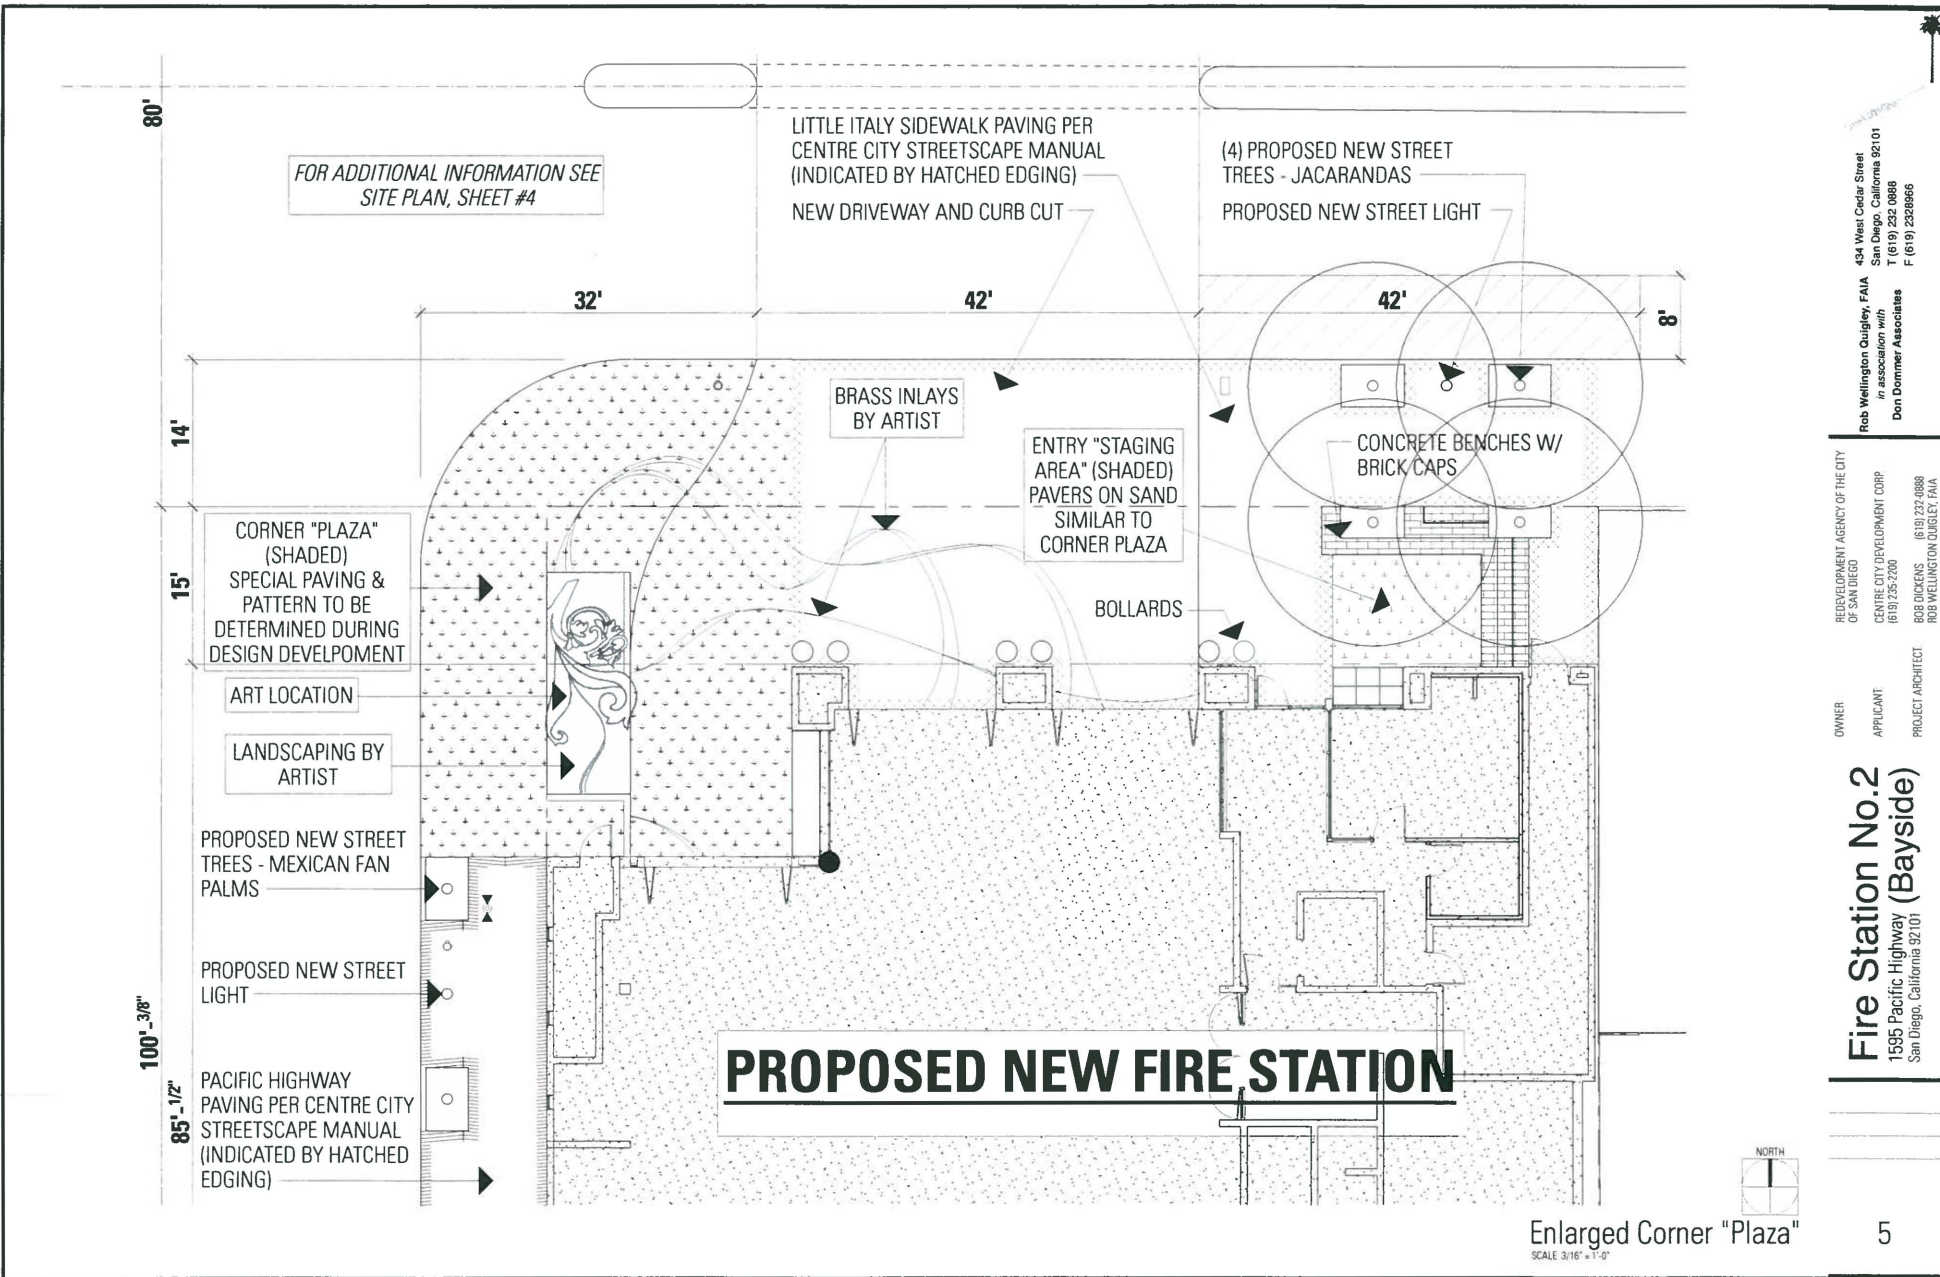 80'
FOR ADDITIONAL INFORMATION SEE
SITE PLAN, SHEET #4
LITTLE ITALY SIDEWALK PAVING PER
CENTRE CITY STREETSCAPE MANUAL
(INDICATED BY HATCHED EDGING)
NEW DRIVEWAY AND CURB CUT
(4) PROPOSED NEW STREET
TREES - JACARANDAS
PROPOSED NEW STREET LIGHT
32'
42'
42'
8'
14'
15'
BRASS INLAYS
BY ARTIST
ENTRY "STAGING
AREA" (SHADED)
PAVERS ON SAND
SIMILAR TO
CORNER PLAZA
CONCRETE BENCHES W/
BRICK CAPS
CORNER "PLAZA"
(SHADED)
SPECIAL PAVING &
PATTERN TO BE
DETERMINED DURING
DESIGN DEVELPOMENT
BOLLARDS
ART LOCATION
LANDSCAPING BY
ARTIST
PROPOSED NEW STREET
TREES - MEXICAN FAN
PALMS
PROPOSED NEW STREET
LIGHT
100'-3/8"
85'-1/2"
PACIFIC HIGHWAY
PAVING PER CENTRE CITY
STREETSCAPE MANUAL
(INDICATED BY HATCHED
EDGING)
PROPOSED NEW FIRE STATION
NORTH
Enlarged Corner "Plaza"
SCALE 3/16" = 1'-0"
5
Rob Wellington Quigley, FAIA
in association with
Don Dommer Associates
434 West Cedar Street
San Diego, California 92101
T (619) 232 0888
F (619) 2328966
OWNER
REDEVELOPMENT AGENCY OF THE CITY
OF SAN DIEGO
APPLICANT:
CENTRE CITY DEVELOPMENT CORP
(619) 235-2200
PROJECT ARCHITECT:
BOB DICKENS (619) 232-0888
ROB WELLINGTON QUIGLEY, FAIA
Fire Station No.2
1595 Pacific Highway (Bayside)
San Diego, California 92101